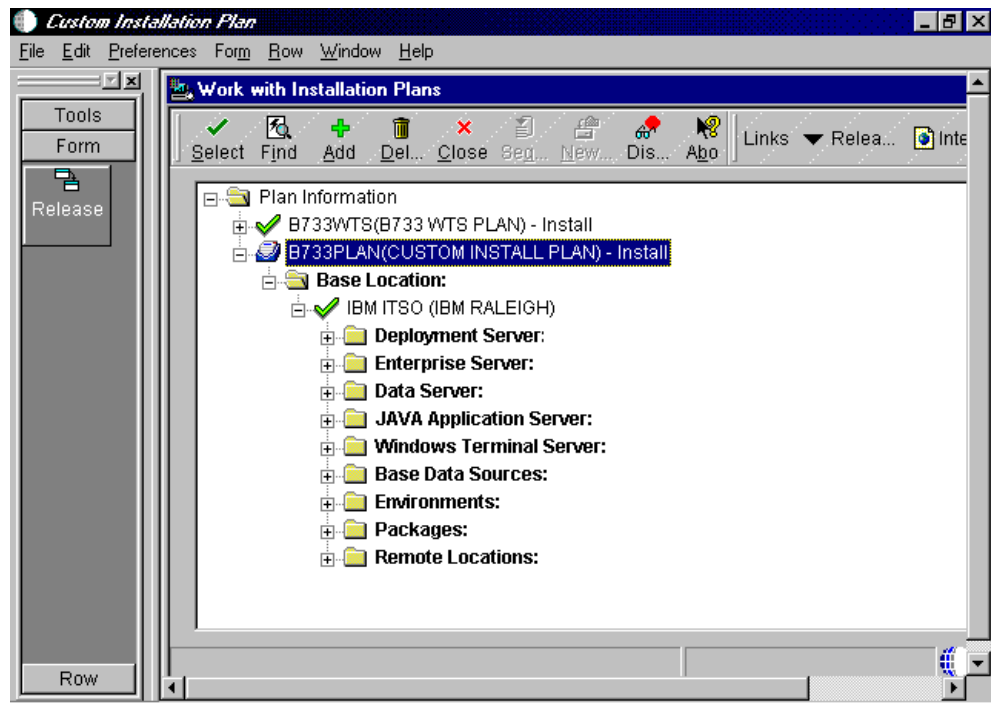 Custom Installation Plan
File Edit Preferences Form Row Window Help
Work with Installation Plans
Tools
Form
Release
Row
Select Find Add Del... Close Seq... New... Dis... Abo Links Relea... Inte
Plan Information
B733WTS(B733 WTS PLAN) - Install
B733PLAN(CUSTOM INSTALL PLAN) - Install
Base Location:
IBM ITSO (IBM RALEIGH)
Deployment Server:
Enterprise Server:
Data Server:
JAVA Application Server:
Windows Terminal Server:
Base Data Sources:
Environments:
Packages:
Remote Locations: